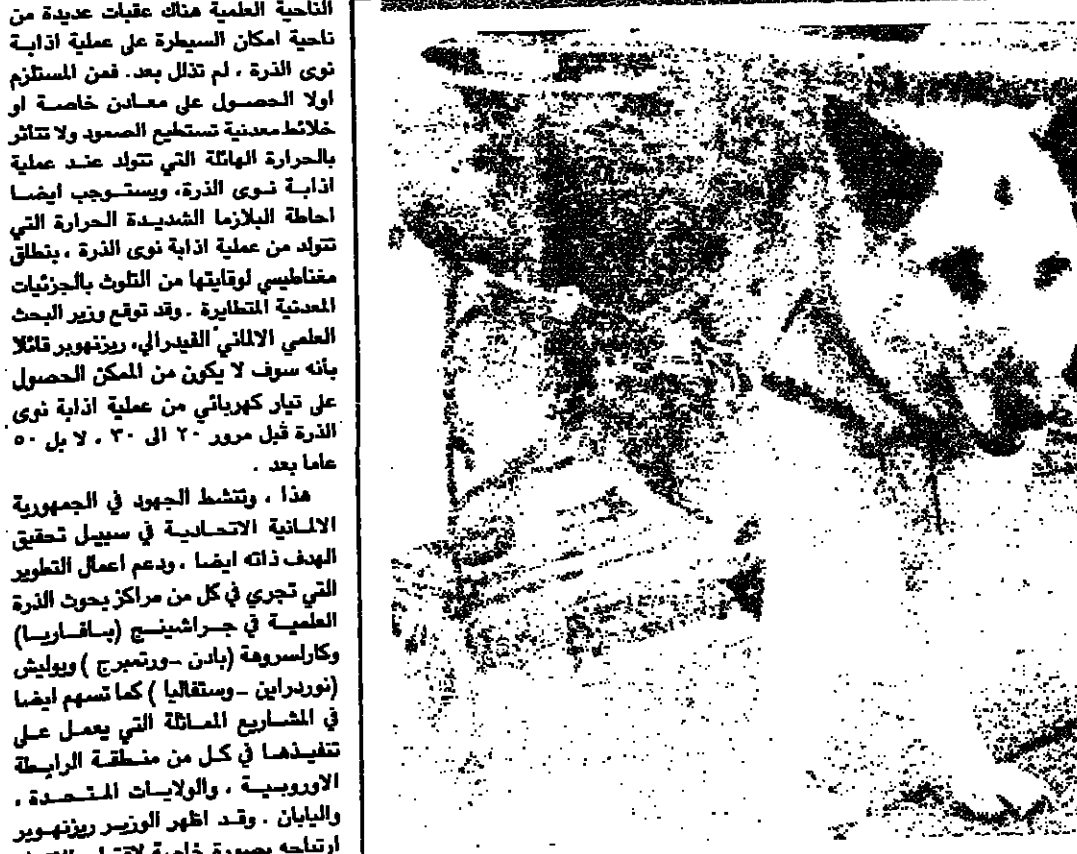 الناحية العلمية هناك عقبات عديدة من
ناحية امكان السيطرة على عملية اذابة
نوى الذرة ، لم تذلل بعد . فمن المستلزم
اولا الحصول على معادن خاصة او
خلائط معدنية تستطيع الصمود ولا تتاثر
بالحرارة الهائلة التي تتولد عند عملية
اذابة نوى الذرة، ويستوجب ايضا
احاطة البلازما الشديدة الحرارة التي
تتولد من عملية اذابة نوى الذرة ، بنطاق
مغناطيسي لوقايتها من التلوث بالجزئيات
المعدنية المتطايرة . وقد توقع وزير البحث
العلمي الالماني الفيدرالي، ريزنهوبر قائلا
بأنه سوف لا يكون من الممكن الحصول
على تيار كهربائي من عملية اذابة نوى
الذرة قبل مرور ٢٠ الى ٣٠ ، لا بل ٥٠
عاما بعد .
هذا ، وتنشط الجهود في الجمهورية
الالمانية الاتحادية في سبيل تحقيق
الهدف ذاته ايضا ، ودعم اعمال التطوير
التي تجري في كل من مراكز بحوث الذرة
العلمية في جراشينج (بافاريا)
وكارلسروهة (بادن -ورتمبرج ) ويوليش
(نوردراين -وستفاليا ) كما تسهم ايضا
في المشاريع المماثلة التي يعمل على
تنفيذها في كل من منطقة الرابطة
الاوروبية ، والولايات المتحدة ،
واليابان . وقد اظهر الوزير ريزنهوبر
ارتياحه بصورة خاصة